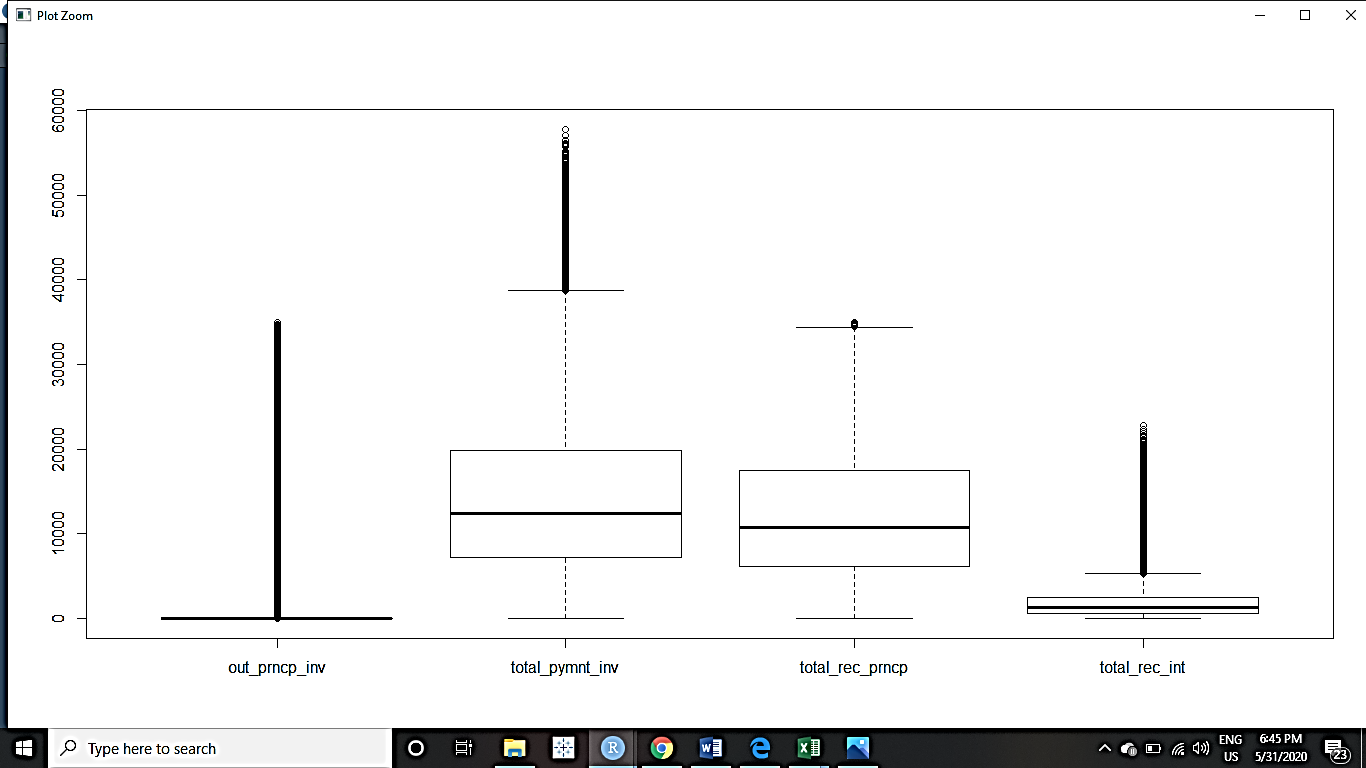 Plot Zoom
60000
50000
40000
30000
20000
10000
0
out_prncp_inv total_pymnt_inv total_rec_prncp total_rec_int
Type here to search
R
W
ENG
US
6:45 PM
5/31/2020
23